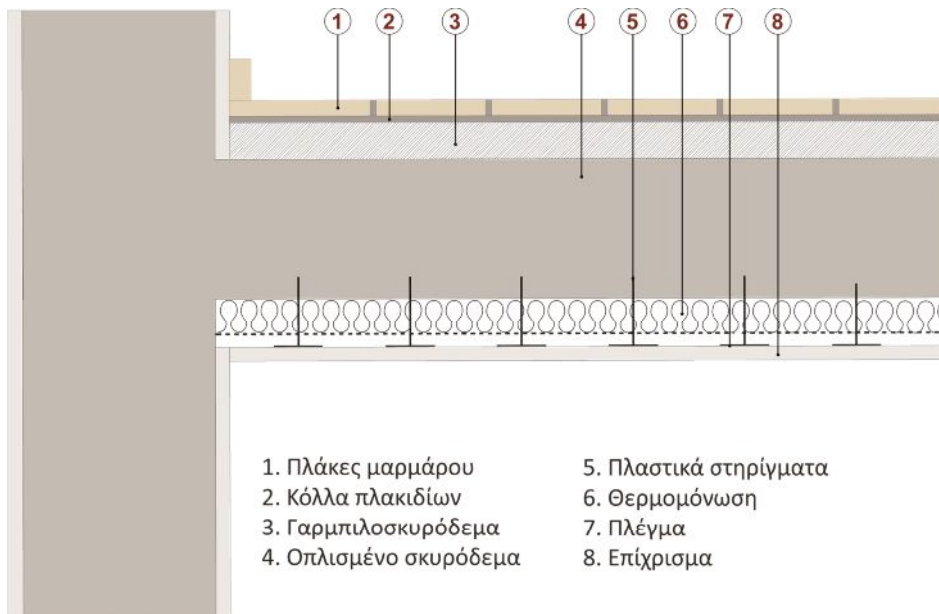 1 2 3 4 5 6 7 8
1. Πλάκες μαρμάρου
2. Κόλλα πλακιδίων
3. Γαρμπιλοσκυρόδεμα
4. Οπλισμένο σκυρόδεμα
5. Πλαστικά στηρίγματα
6. Θερμομόνωση
7. Πλέγμα
8. Επίχρισμα